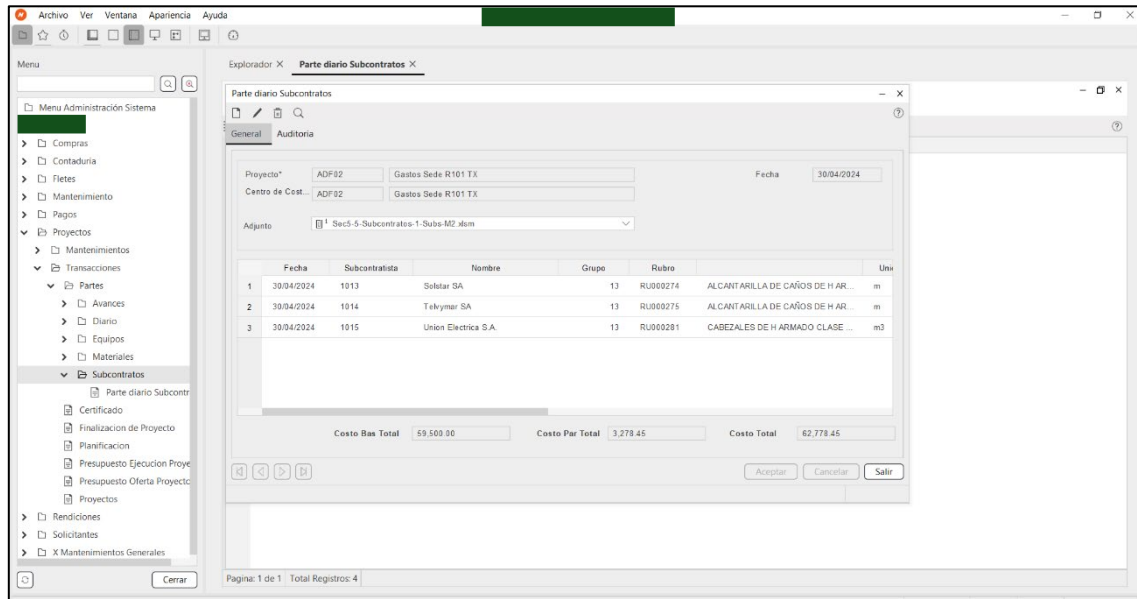 Archivo Ver Ventana Apariencia Ayuda
Menu
Explorador × Parte diario Subcontratos ×
Menu Administración Sistema
Compras
Contaduria
Fletes
Mantenimiento
Pagos
Proyectos
Mantenimientos
Transacciones
Partes
Avances
Diario
Equipos
Materiales
Subcontratos
Parte diario Subcontr
Certificado
Finalizacion de Proyecto
Planificacion
Presupuesto Ejecucion Proye
Presupuesto Oferta Proyecto
Proyectos
Rendiciones
Solicitantes
X Mantenimientos Generales
Cerrar
Parte diario Subcontratos
General Auditoria
Proyecto* ADF02 Gastos Sede R101 TX Fecha 30/04/2024
Centro de Cost... ADF02 Gastos Sede R101 TX
Adjunto 1 Sec5-5-Subcontratos-1-Subs-M2.xlsm
Fecha Subcontratista Nombre Grupo Rubro Uni
1 30/04/2024 1013 Solstar SA 13 RU000274 ALCANTARILLA DE CAÑOS DE H AR... m
2 30/04/2024 1014 Telvymar SA 13 RU000275 ALCANTARILLA DE CAÑOS DE H AR... m
3 30/04/2024 1015 Union Electrica S.A. 13 RU000281 CABEZALES DE H ARMADO CLASE ... m3
Costo Bas Total 59,500.00 Costo Par Total 3,278.45 Costo Total 62,778.45
Aceptar Cancelar Salir
Pagina: 1 de 1 Total Registros: 4